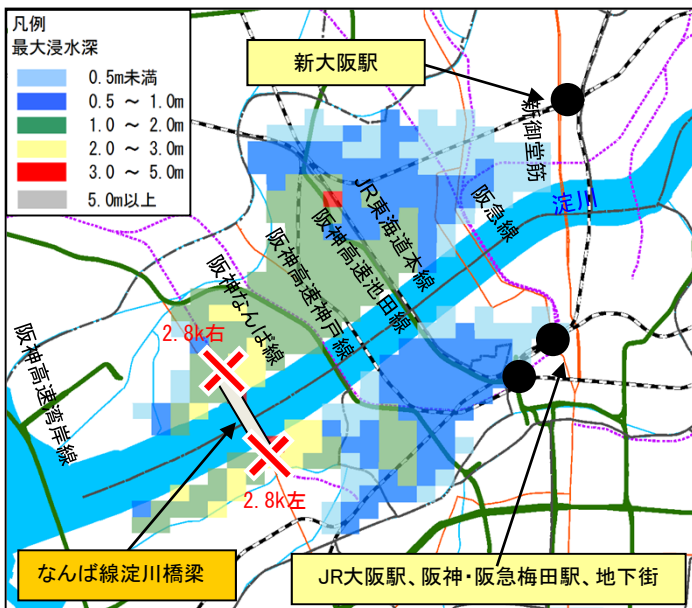 凡例
最大浸水深
0.5m未満
0.5 ~ 1.0m
1.0 ~ 2.0m
2.0 ~ 3.0m
3.0 ~ 5.0m
5.0m以上
新大阪駅
新御堂筋
淀川
阪急線
JR東海道本線
阪神高速池田線
阪神高速神戸線
阪神なんば線
阪神高速湾岸線
2.8k右
2.8k左
なんば線淀川橋梁
JR大阪駅、阪神・阪急梅田駅、地下街